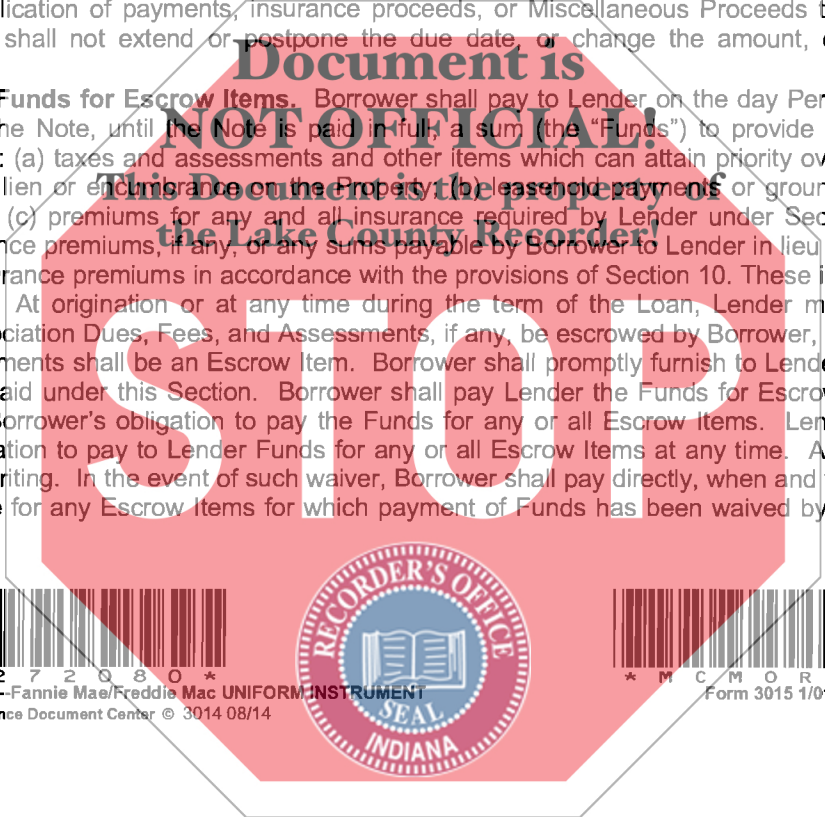 lication of payments, insurance proceeds, or Miscellaneous Proceeds t
shall not extend or postpone the due date, or change the amount,
Document is
Funds for Escrow Items. Borrower shall pay to Lender on the day Per
he Note, until the Note is paid in full, a sum (the “Funds”) to provide
NOT OFFICIAL!
: (a) taxes and assessments and other items which can attain priority ov
lien or encumbrance on the Property; (b) leasehold payments or groun
This Document is the property of
(c) premiums for any and all insurance required by Lender under Sec
the Lake County Recorder!
nce premiums, if any, or any sums payable by Borrower to Lender in lieu
rance premiums in accordance with the provisions of Section 10. These i
At origination or at any time during the term of the Loan, Lender m
ciation Dues, Fees, and Assessments, if any, be escrowed by Borrower,
ments shall be an Escrow Item. Borrower shall promptly furnish to Lende
aid under this Section. Borrower shall pay Lender the Funds for Escro
STOP
Borrower's obligation to pay the Funds for any or all Escrow Items. Len
ation to pay to Lender Funds for any or all Escrow Items at any time. A
riting. In the event of such waiver, Borrower shall pay directly, when and
e for any Escrow Items for which payment of Funds has been waived by
RECORDER'S OFFICE
SEAL
INDIANA
2 7 2 0 8 0 *
* M C M O R
--Fannie Mae/Freddie Mac UNIFORM INSTRUMENT
Form 3015 1/0
nce Document Center © 3014 08/14